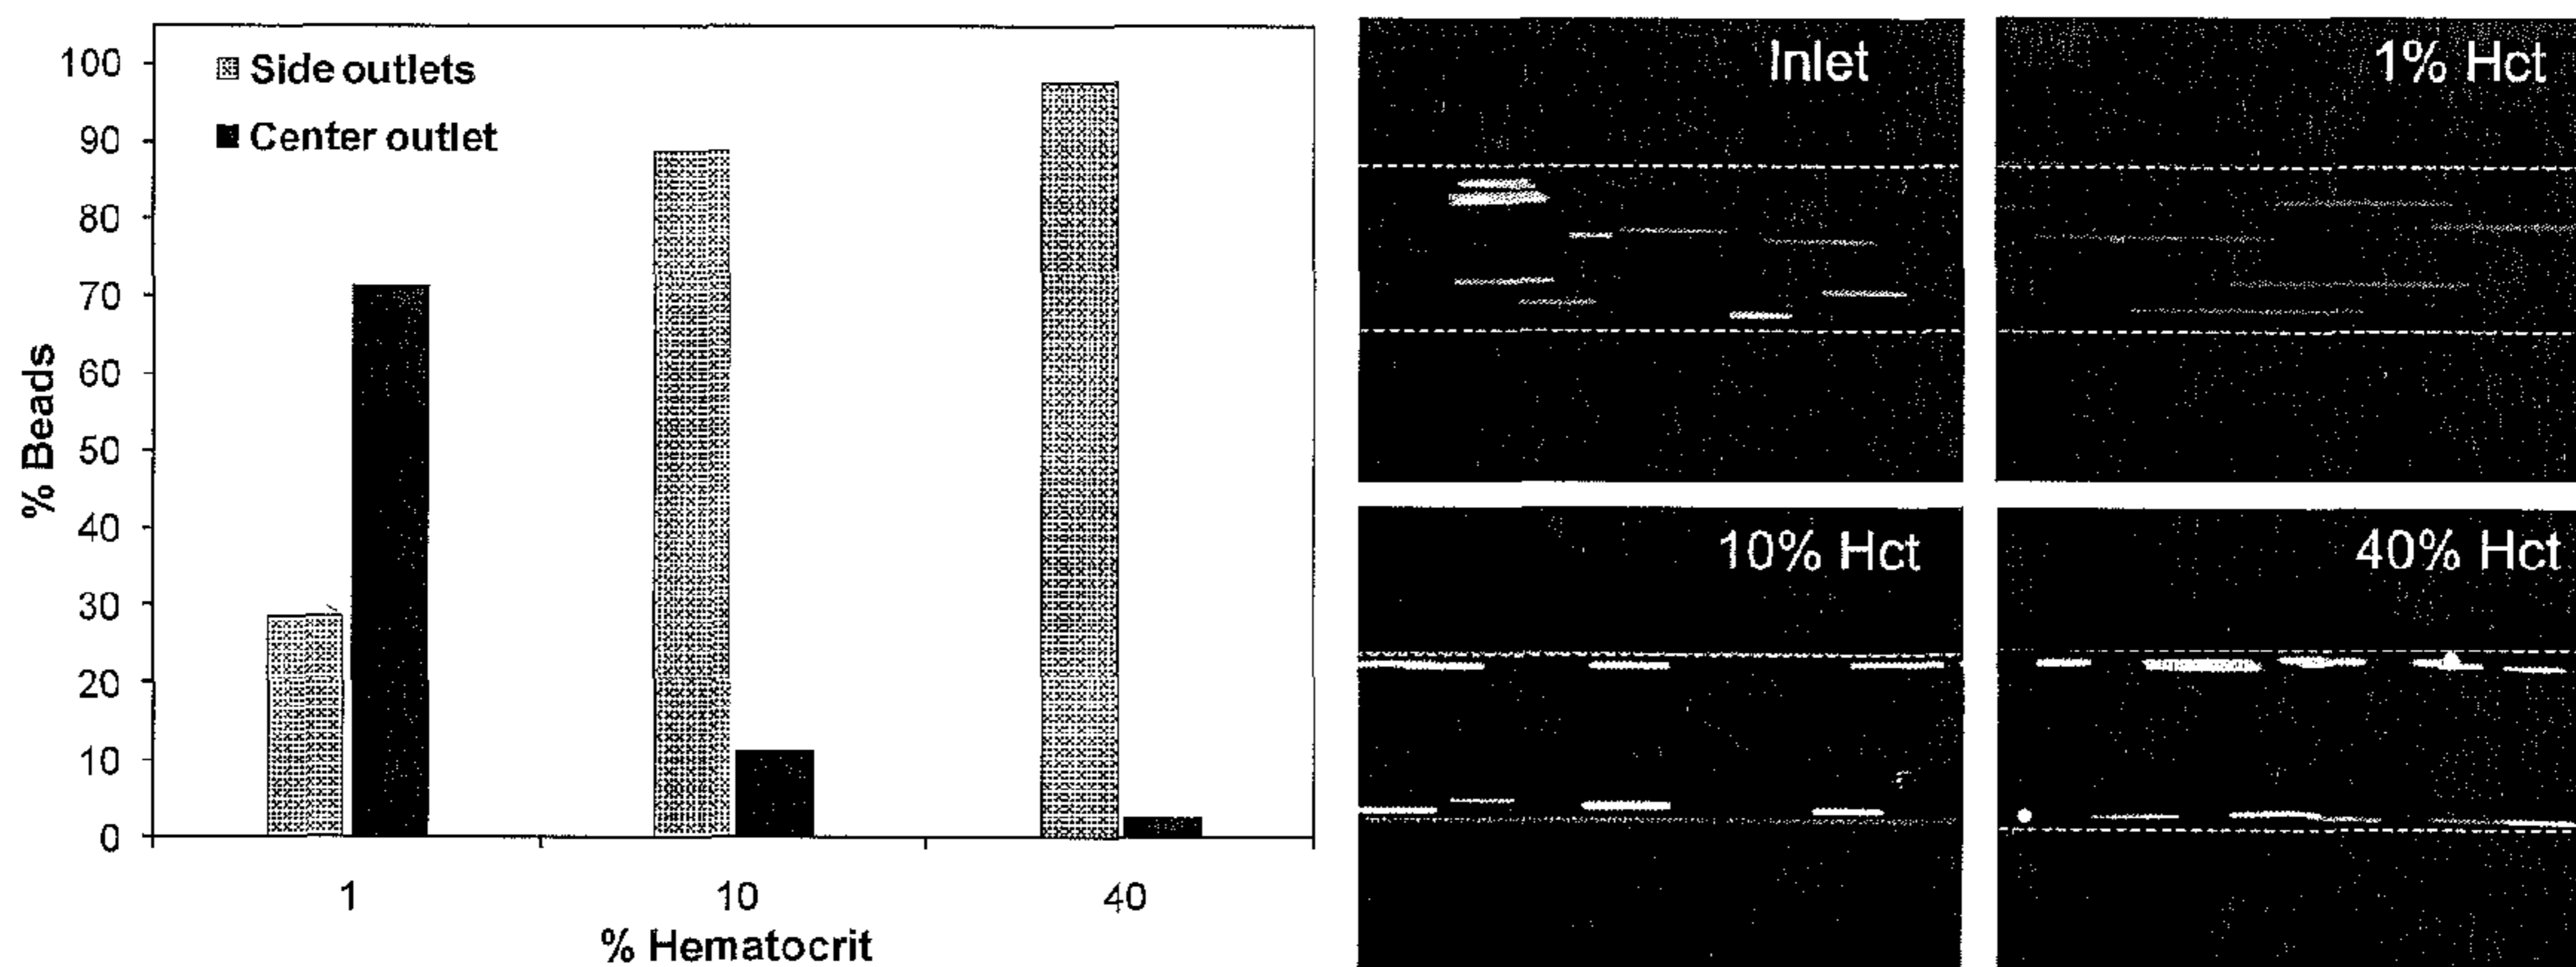 Side outlets
Center outlet
100
90
80
70
60
50
40
30
20
10
0
% Beads
1
10
40
% Hematocrit
Inlet
1% Hct
10% Hct
40% Hct